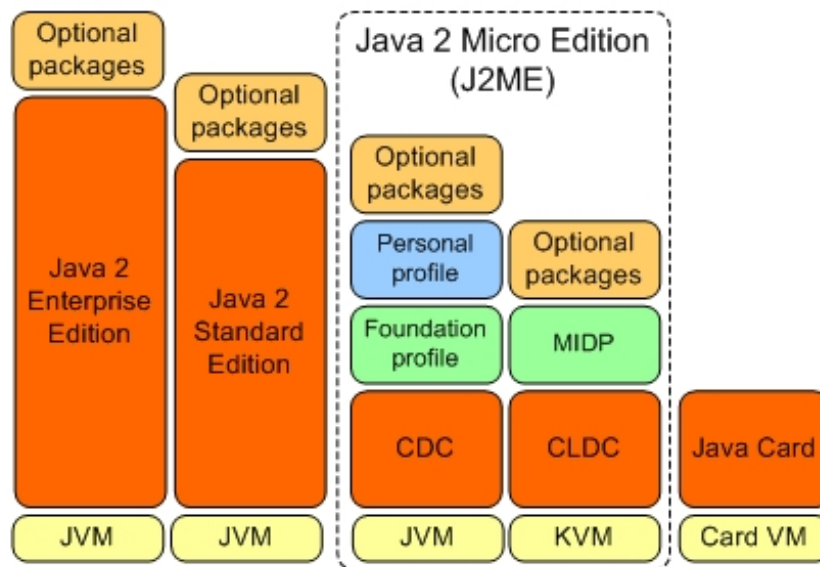 Optional
packages
Java 2
Enterprise
Edition
JVM
Optional
packages
Java 2
Standard
Edition
JVM
Java 2 Micro Edition
(J2ME)
Optional
packages
Personal
profile
Foundation
profile
CDC
JVM
Optional
packages
MIDP
CLDC
KVM
Java Card
Card VM